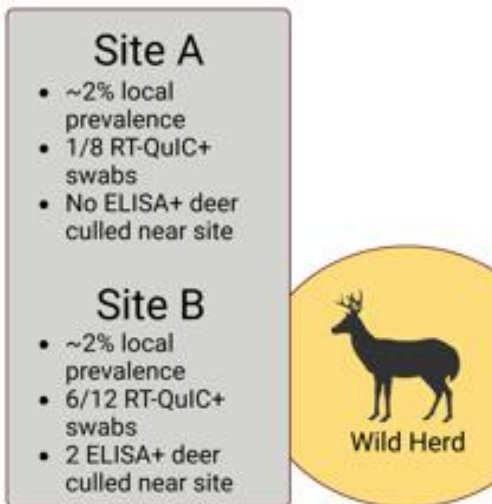 Site A
• ~2% local
prevalence
• 1/8 RT-QuIC+
swabs
• No ELISA+ deer
culled near site
Site B
• ~2% local
prevalence
• 6/12 RT-QuIC+
swabs
• 2 ELISA+ deer
culled near site
Wild Herd